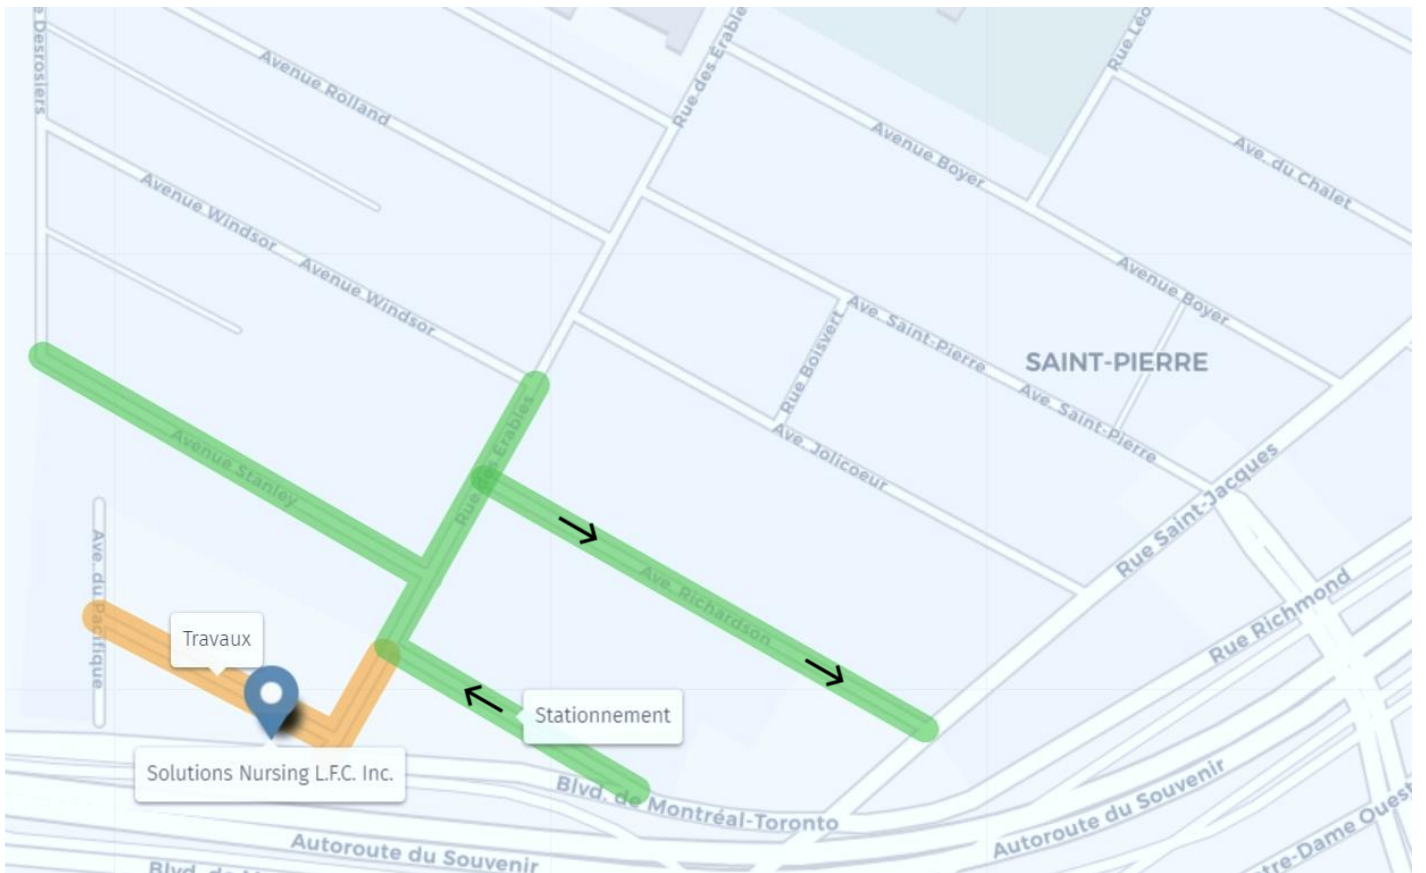 e Desrosiers
Avenue Rolland
Rue des Érable
Rue Léo
Avenue Boyer
Ave. du Chalet
Avenue Windsor
Avenue Windsor
Avenue Boyer
Rue Boisvert
Ave. Saint-Pierre
SAINT-PIERRE
Ave. Saint-Pierre
Rue des Érables
Avenue Stanley
Ave. Jolicoeur
Rue Saint-Jacques
Ave. du Pacifique
Ave. Richardson
Rue Richmond
Travaux
Stationnement
Solutions Nursing L.F.C. Inc.
Blvd. de Montréal-Toronto
Autoroute du Souvenir
Autoroute du Souvenir
tre-Dame Ouest
Blvd. de M